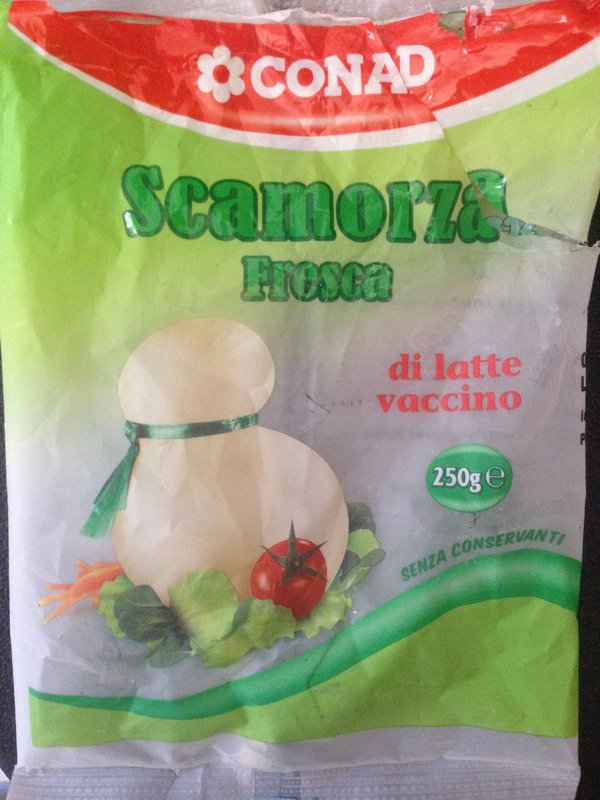 CONAD
Scamorza
Fresca
di latte
vaccino
250g e
SENZA CONSERVANTI